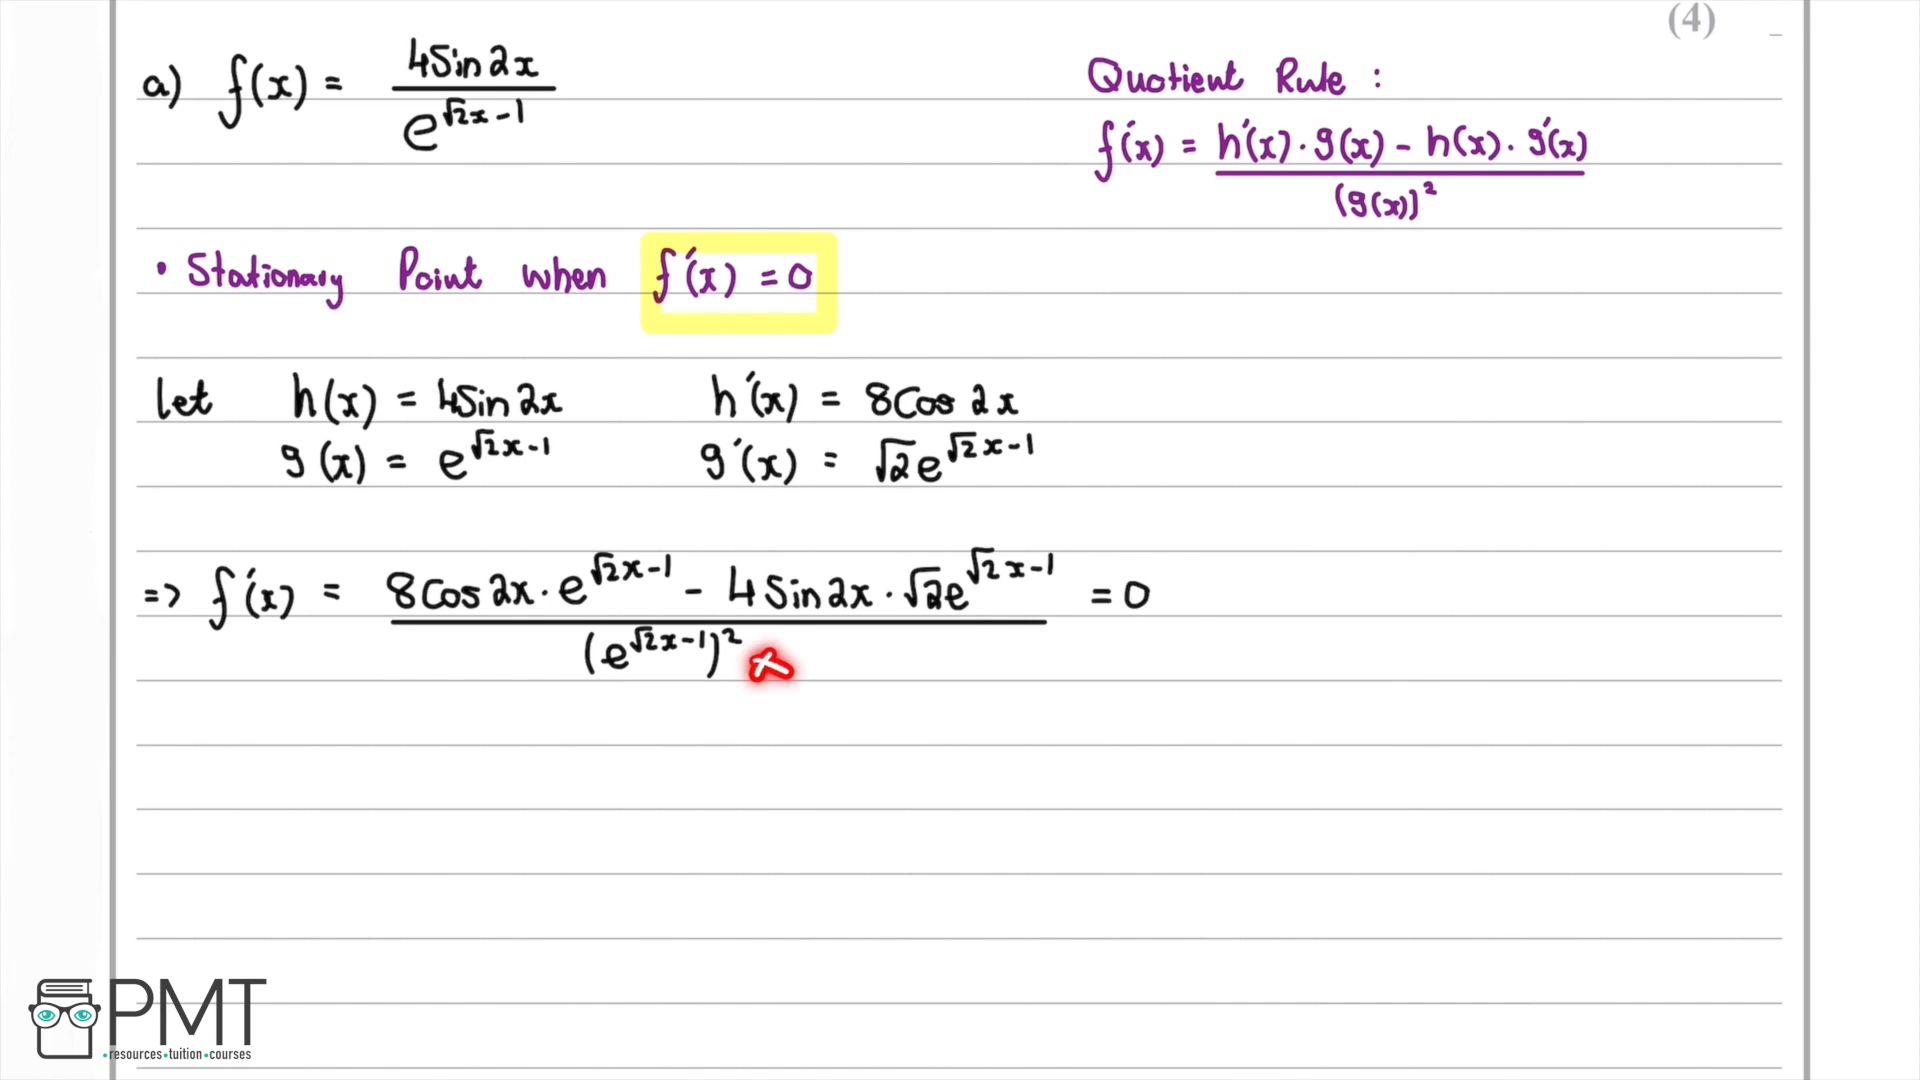 (4)
a) f(x) = 4Sin2x / e^(√2x-1)
Quotient Rule :
f'(x) = h'(x)·g(x) - h(x)·g'(x) / (g(x))²
• Stationary Point when f'(x) = 0
let h(x) = 4Sin2x h'(x) = 8Cos2x
g(x) = e^(√2x-1) g'(x) = √2e^(√2x-1)
=> f'(x) = 8Cos2x·e^(√2x-1) - 4Sin2x·√2e^(√2x-1) / (e^(√2x-1))² = 0
PMT
•resources•tuition•courses